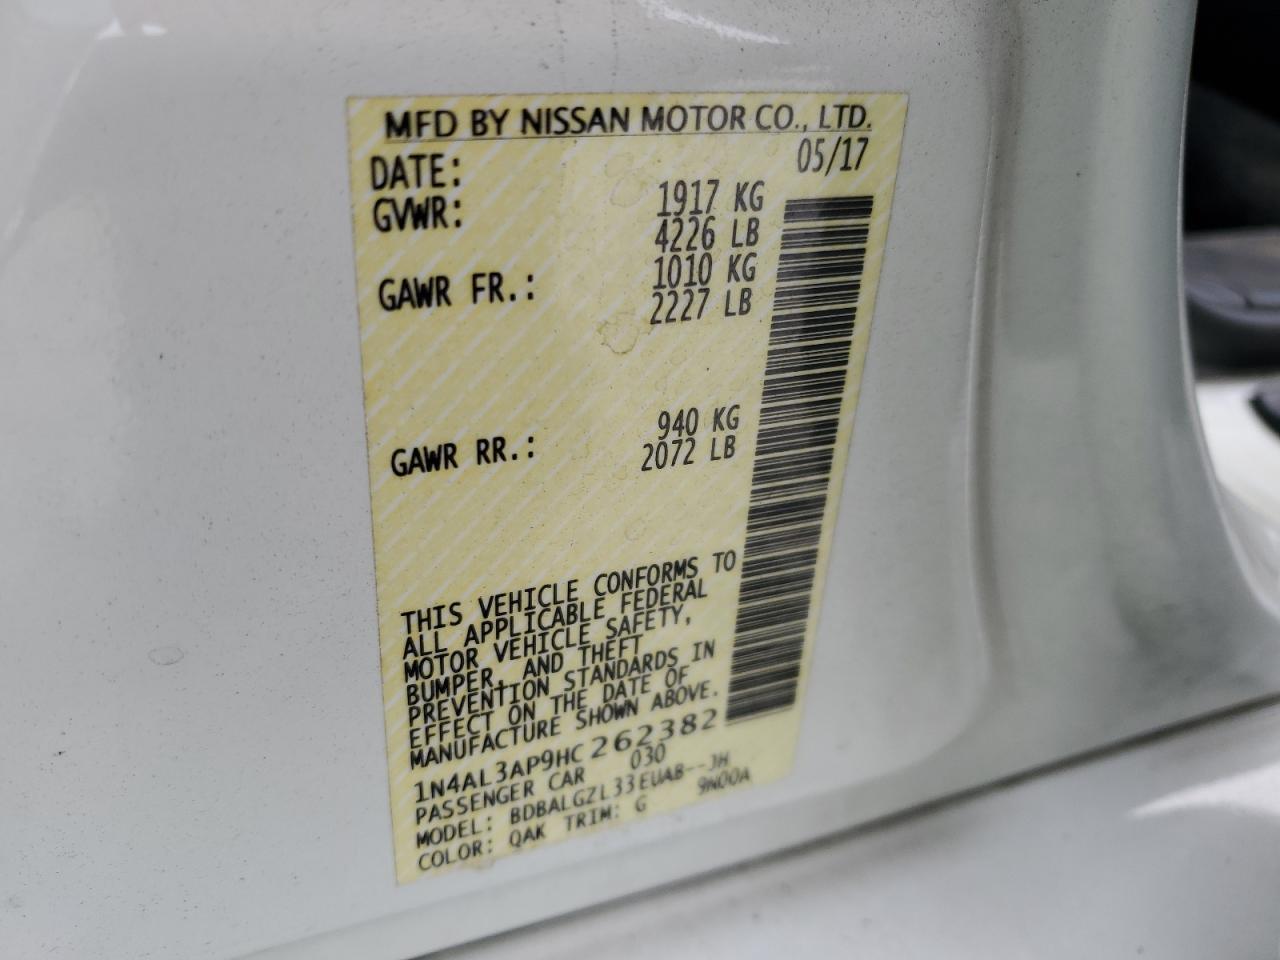 MFD BY NISSAN MOTOR CO., LTD.
DATE: 05/17
GVWR: 1917 KG
4226 LB
GAWR FR.: 1010 KG
2227 LB
GAWR RR.: 940 KG
2072 LB
THIS VEHICLE CONFORMS TO
ALL APPLICABLE FEDERAL
MOTOR VEHICLE SAFETY,
BUMPER, AND THEFT
PREVENTION STANDARDS IN
EFFECT ON THE DATE OF
MANUFACTURE SHOWN ABOVE.
1N4AL3AP9HC262382
PASSENGER CAR 030
MODEL: BDBALGZL33EUAB--JH
COLOR: QAK TRIM: G 9N00A